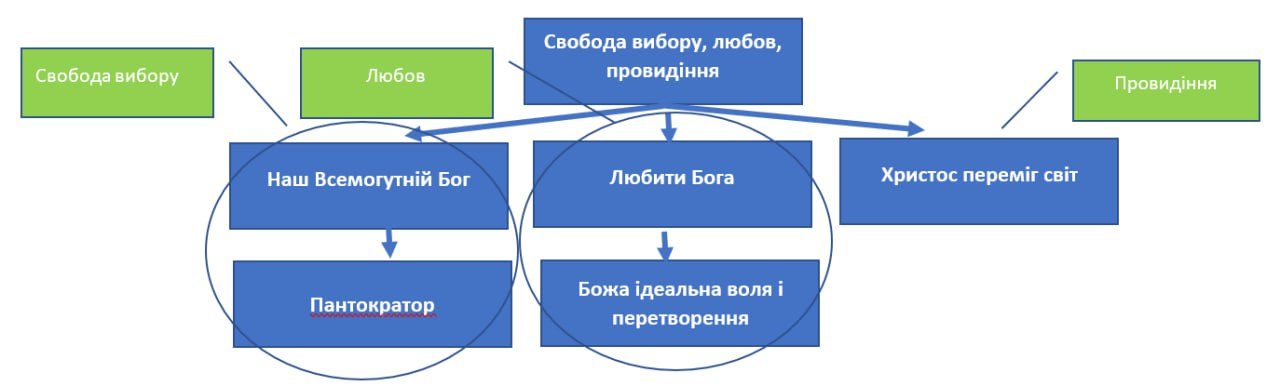 Свобода вибору, любов,
провидіння
Свобода вибору
Любов
Провидіння
Наш Всемогутній Бог
Любити Бога
Христос переміг світ
Пантократор
Божа ідеальна воля і
перетворення